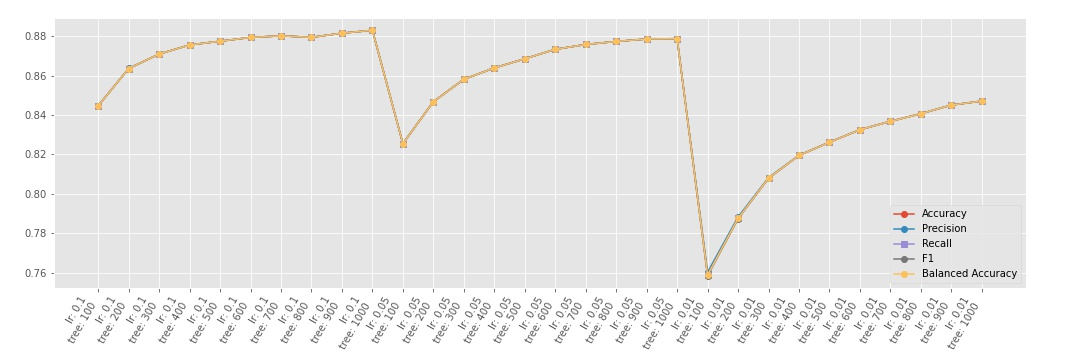 0.88
0.86
0.84
0.82
0.80
0.78
0.76
Accuracy
Precision
Recall
F1
Balanced Accuracy
lr: 0.1
tree: 100
lr: 0.1
tree: 200
lr: 0.1
tree: 300
lr: 0.1
tree: 400
lr: 0.1
tree: 500
lr: 0.1
tree: 600
lr: 0.1
tree: 700
lr: 0.1
tree: 800
lr: 0.1
tree: 900
lr: 0.1
tree: 1000
lr: 0.05
tree: 100
lr: 0.05
tree: 200
lr: 0.05
tree: 300
lr: 0.05
tree: 400
lr: 0.05
tree: 500
lr: 0.05
tree: 600
lr: 0.05
tree: 700
lr: 0.05
tree: 800
lr: 0.05
tree: 900
lr: 0.05
tree: 1000
lr: 0.01
tree: 100
lr: 0.01
tree: 200
lr: 0.01
tree: 300
lr: 0.01
tree: 400
lr: 0.01
tree: 500
lr: 0.01
tree: 600
lr: 0.01
tree: 700
lr: 0.01
tree: 800
lr: 0.01
tree: 900
lr: 0.01
tree: 1000